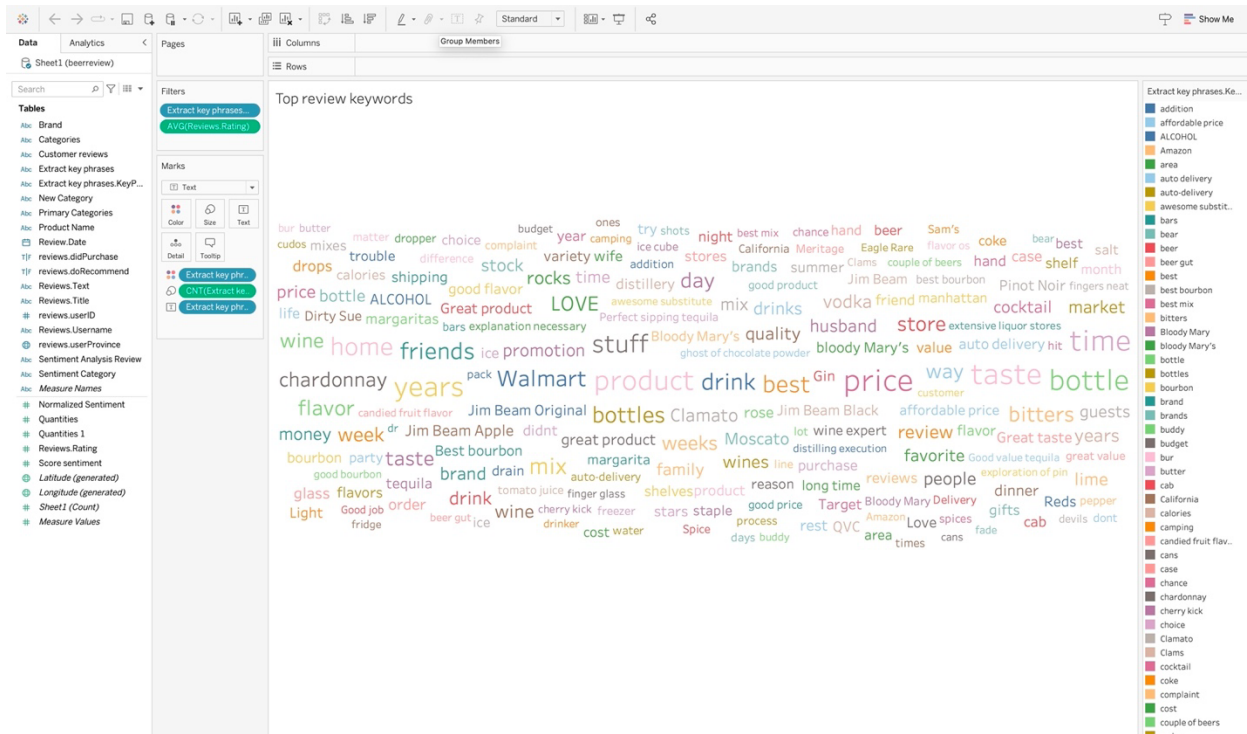 Standard
Show Me
Group Members
Data
Analytics
Sheet1 (beerreview)
Search
Tables
Abc Brand
Abc Categories
Abc Customer reviews
Abc Extract key phrases
Abc Extract key phrases.KeyP...
Abc New Category
Abc Primary Categories
Abc Product Name
Review.Date
T|F reviews.didPurchase
T|F reviews.doRecommend
Abc Reviews.Text
Abc Reviews.Title
# reviews.userID
Abc Reviews.Username
reviews.userProvince
Abc Sentiment Analysis Review
Abc Sentiment Category
Abc Measure Names
# Normalized Sentiment
# Quantities
# Quantities 1
# Reviews.Rating
# Score sentiment
Latitude (generated)
Longitude (generated)
# Sheet1 (Count)
# Measure Values
Pages
Filters
Extract key phrases...
AVG(Reviews.Rating)
Marks
Text
Color Size Text
Detail Tooltip
Extract key phr...
CNT(Extract ke...
Extract key phr...
Columns
Rows
Top review keywords
bur butter budget ones try shots night best mix chance hand beer Sam's
cudos mixes matter dropper choice complaint year camping ice cube California Meritage Eagle Rare flavor os coke bear best salt
drops trouble difference stock variety wife addition stores brands summer Clams couple of beers hand case shelf month
calories shipping good flavor rocks time distillery day good product Jim Beam best bourbon Pinot Noir fingers neat
price bottle ALCOHOL Great product LOVE awesome substitute mix drinks vodka friend manhattan cocktail market
life Dirty Sue margaritas bars explanation necessary Perfect sipping tequila husband store extensive liquor stores
wine home friends ice promotion stuff Bloody Mary's quality ghost of chocolate powder bloody Mary's value auto delivery hit time
chardonnay years pack Walmart product drink best Gin price way customer taste bottle
flavor candied fruit flavor Jim Beam Original bottles Clamato rose Jim Beam Black affordable price bitters guests
money week dr Jim Beam Apple didnt great product weeks Moscato lot wine expert distilling execution review flavor Great taste years
bourbon party taste Best bourbon margarita family wines line purchase favorite Good value tequila great value
good bourbon tequila brand drain mix auto-delivery reason long time reviews people exploration of pin lime
glass flavors order drink tomato juice finger glass shelves product good price Target Bloody Mary Delivery dinner Reds pepper
Light Good job beer gut ice wine cherry kick freezer stars staple process Amazon Love spices gifts devils dont
fridge drinker cost water Spice days buddy rest QVC area times cans fade cab
Extract key phrases.Ke...
addition
affordable price
ALCOHOL
Amazon
area
auto delivery
auto-delivery
awesome substit..
bars
bear
beer
beer gut
best
best bourbon
best mix
bitters
Bloody Mary
bloody Mary's
bottle
bottles
bourbon
brand
brands
buddy
budget
bur
butter
cab
California
calories
camping
candied fruit flav..
cans
case
chance
chardonnay
cherry kick
choice
Clamato
Clams
cocktail
coke
complaint
cost
couple of beers